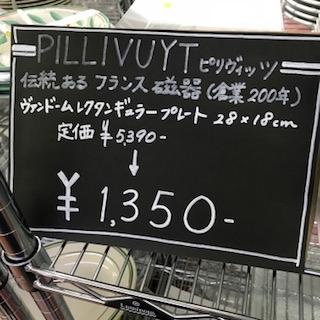 PILLIVUYT ピリヴィッツ
伝統ある フランス 磁器 (創業200年)
ヴァンドームレクタンギュラープレート 28×18cm
定価 ¥5,390-
↓
¥1,350-